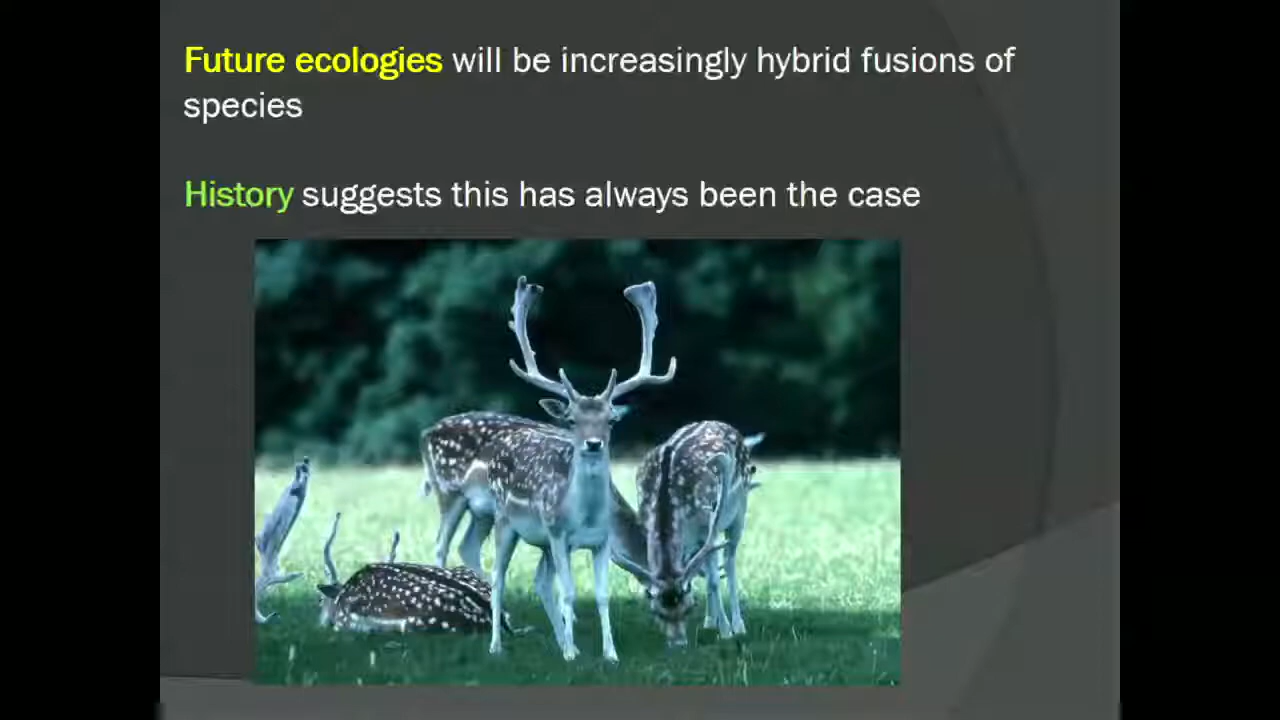 Future ecologies will be increasingly hybrid fusions of
species
History suggests this has always been the case